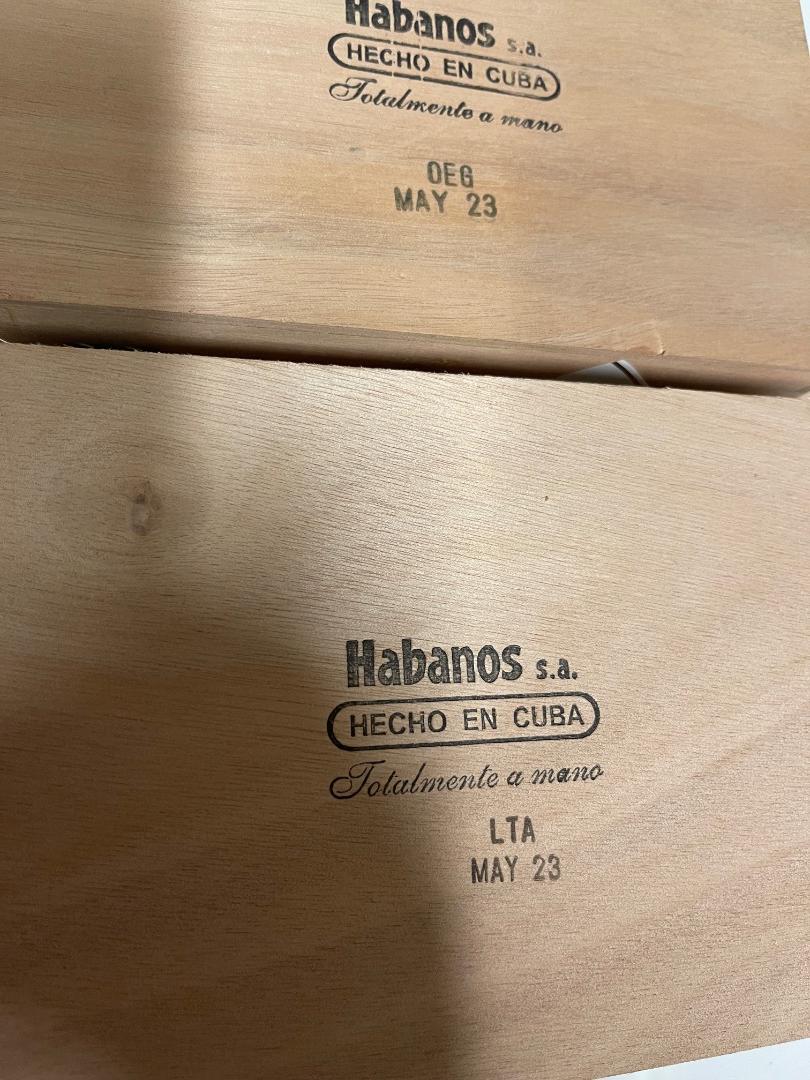 Habanos s.a.
HECHO EN CUBA
Totalmente a mano
OEG
MAY 23
Habanos s.a.
HECHO EN CUBA
Totalmente a mano
LTA
MAY 23